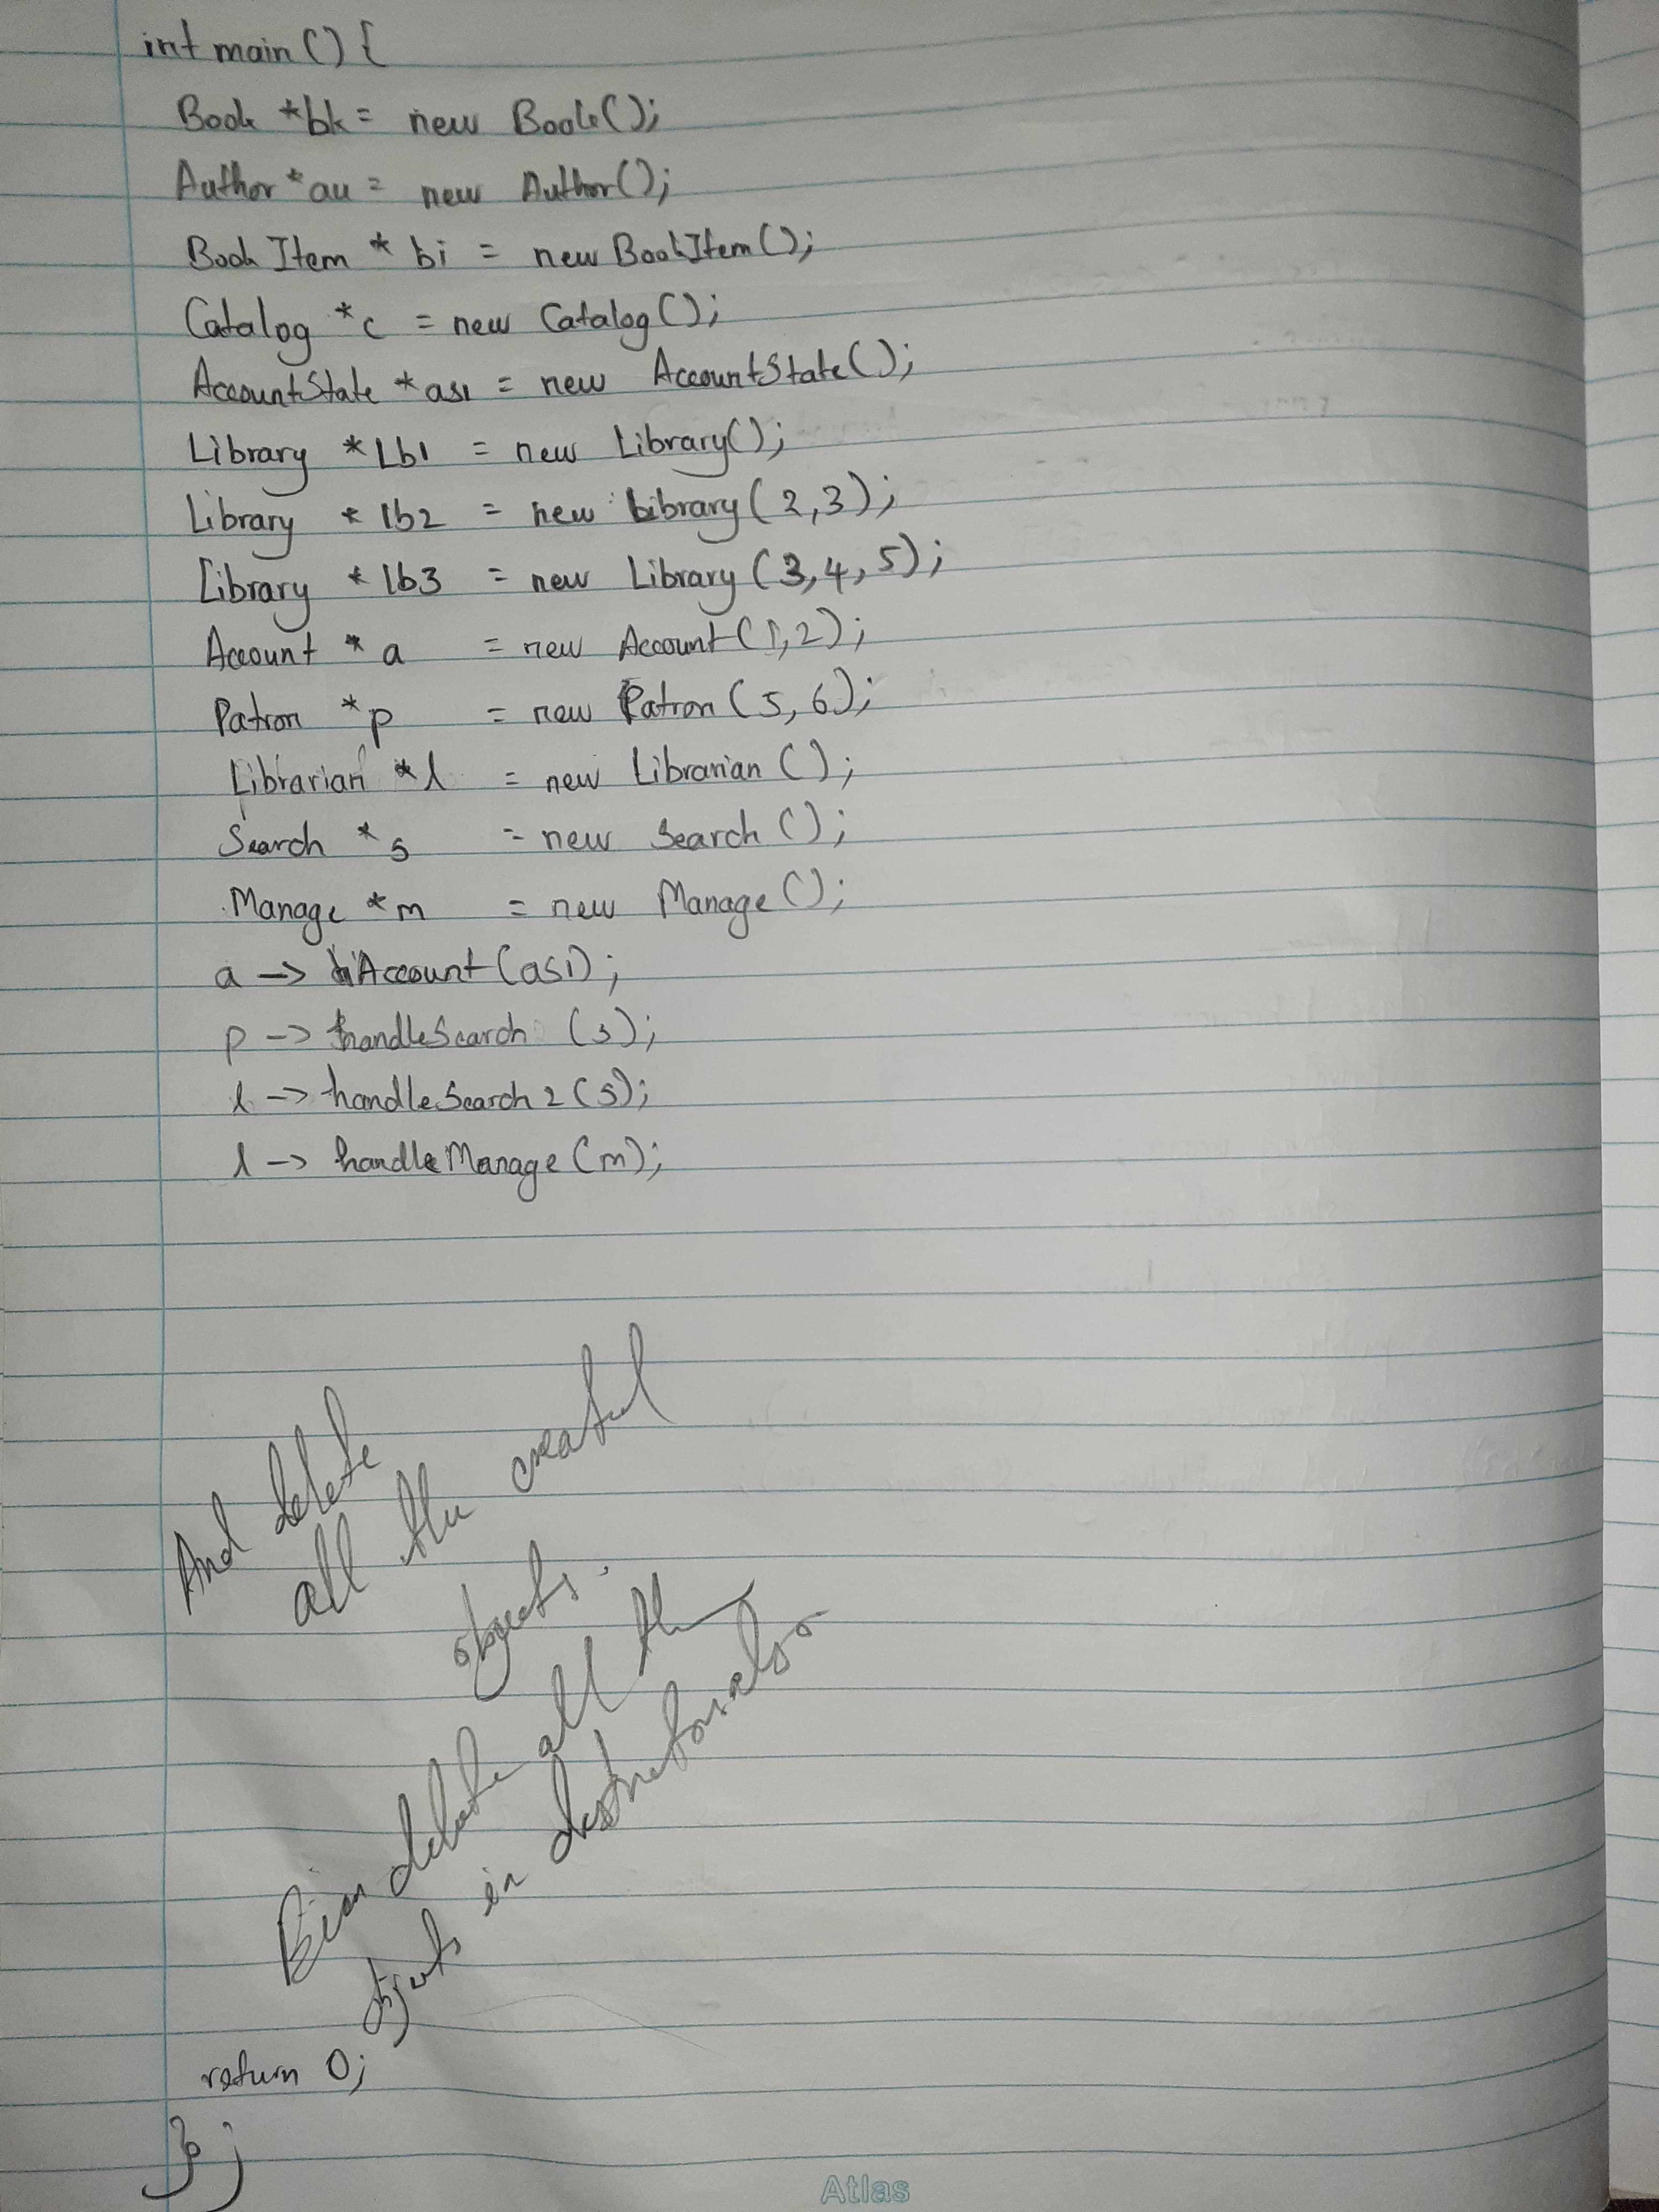 int main () {
Book *bk = new Book();
Author *au = new Author();
Book Item * bi = new BookItem();
Catalog *c = new Catalog();
AccountState *as1 = new AccountState();
Library *Lb1 = new Library();
Library * lb2 = new Library(2,3);
Library * lb3 = new Library(3,4,5);
Account * a = new Account(1,2);
Patron *p = new Patron(5,6);
Librarian *l = new Librarian();
Search *s = new Search();
Manage *m = new Manage();
a -> Account(as1);
p -> handleSearch (s);
l -> handleSearch2(s);
l -> handleManage(m);
And delete
all the created
objects.
delete all the
objects in
return 0;
};
Atlas